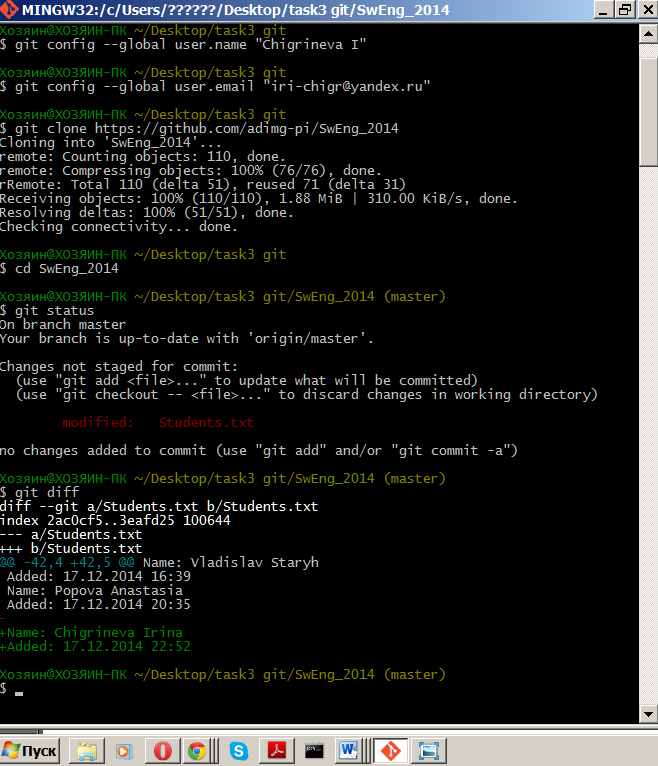 MINGW32:/c/Users/??????/Desktop/task3 git/SwEng_2014
Хозяин@ХОЗЯИН-ПК ~/Desktop/task3 git
$ git config --global user.name "Chigrineva I"
Хозяин@ХОЗЯИН-ПК ~/Desktop/task3 git
$ git config --global user.email "iri-chigr@yandex.ru"
Хозяин@ХОЗЯИН-ПК ~/Desktop/task3 git
$ git clone https://github.com/adimg-pi/SwEng_2014
Cloning into 'SwEng_2014'...
remote: Counting objects: 110, done.
remote: Compressing objects: 100% (76/76), done.
rRemote: Total 110 (delta 51), reused 71 (delta 31)
Receiving objects: 100% (110/110), 1.88 MiB | 310.00 KiB/s, done.
Resolving deltas: 100% (51/51), done.
Checking connectivity... done.
Хозяин@ХОЗЯИН-ПК ~/Desktop/task3 git
$ cd SwEng_2014
Хозяин@ХОЗЯИН-ПК ~/Desktop/task3 git/SwEng_2014 (master)
$ git status
On branch master
Your branch is up-to-date with 'origin/master'.
Changes not staged for commit:
(use "git add <file>..." to update what will be committed)
(use "git checkout -- <file>..." to discard changes in working directory)
modified: Students.txt
no changes added to commit (use "git add" and/or "git commit -a")
Хозяин@ХОЗЯИН-ПК ~/Desktop/task3 git/SwEng_2014 (master)
$ git diff
diff --git a/Students.txt b/Students.txt
index 2ac0cf5..3eafd25 100644
--- a/Students.txt
+++ b/Students.txt
@@ -42,4 +42,5 @@ Name: Vladislav Staryh
Added: 17.12.2014 16:39
Name: Popova Anastasia
Added: 17.12.2014 20:35
-
+Name: Chigrineva Irina
+Added: 17.12.2014 22:52
Хозяин@ХОЗЯИН-ПК ~/Desktop/task3 git/SwEng_2014 (master)
$
Пуск